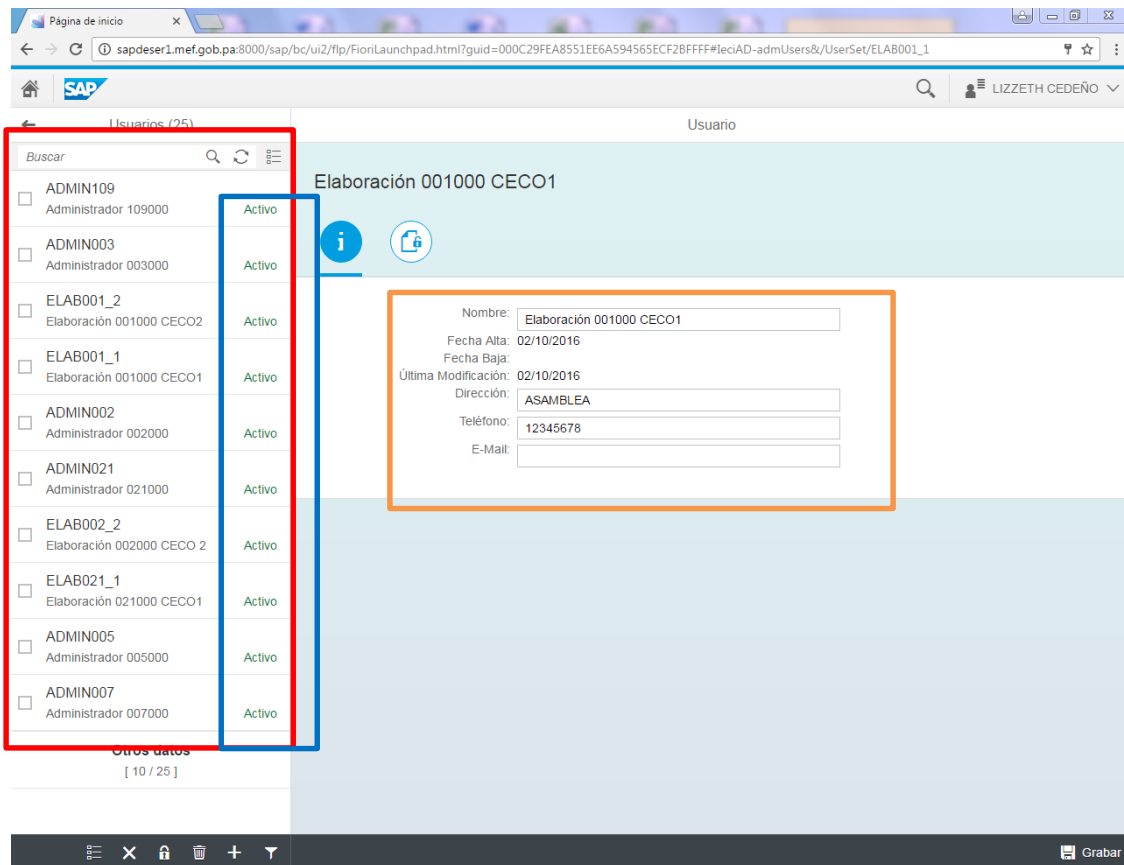 Página de inicio
sapdeser1.mef.gob.pa:8000/sap/bc/ui2/flp/FioriLaunchpad.html?guid=000C29FEA8551EE6A594565ECF2BFFFF#IeciAD-admUsers&/UserSet/ELAB001_1
SAP
LIZZETH CEDEÑO
Usuarios (25)
Usuario
Buscar
ADMIN109
Administrador 109000 Activo
ADMIN003
Administrador 003000 Activo
ELAB001_2
Elaboración 001000 CECO2 Activo
ELAB001_1
Elaboración 001000 CECO1 Activo
ADMIN002
Administrador 002000 Activo
ADMIN021
Administrador 021000 Activo
ELAB002_2
Elaboración 002000 CECO 2 Activo
ELAB021_1
Elaboración 021000 CECO1 Activo
ADMIN005
Administrador 005000 Activo
ADMIN007
Administrador 007000 Activo
Otros datos
[ 10 / 25 ]
Elaboración 001000 CECO1
Nombre: Elaboración 001000 CECO1
Fecha Alta: 02/10/2016
Fecha Baja:
Última Modificación: 02/10/2016
Dirección: ASAMBLEA
Teléfono: 12345678
E-Mail:
Grabar